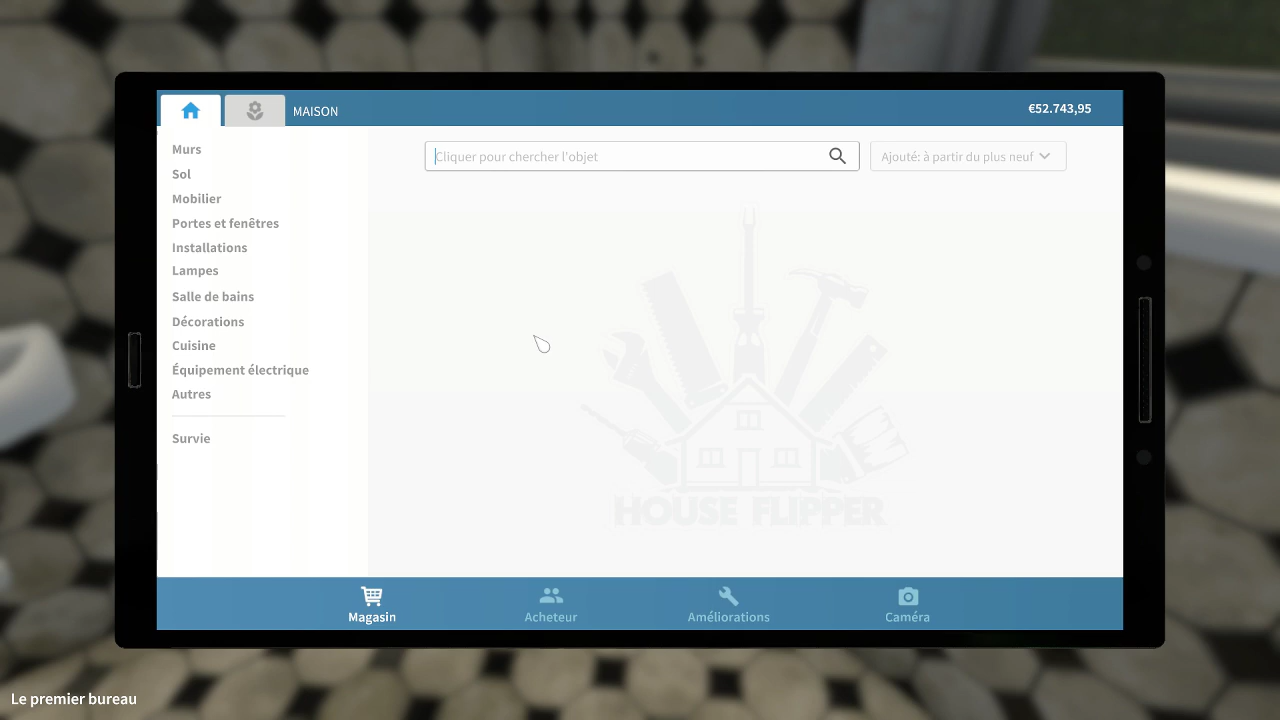 MAISON
€52.743,95
Cliquer pour chercher l'objet
Ajouté: à partir du plus neuf
Murs
Sol
Mobilier
Portes et fenêtres
Installations
Lampes
Salle de bains
Décorations
Cuisine
Équipement électrique
Autres
Survie
HOUSE FLIPPER
Magasin
Acheteur
Améliorations
Caméra
Le premier bureau